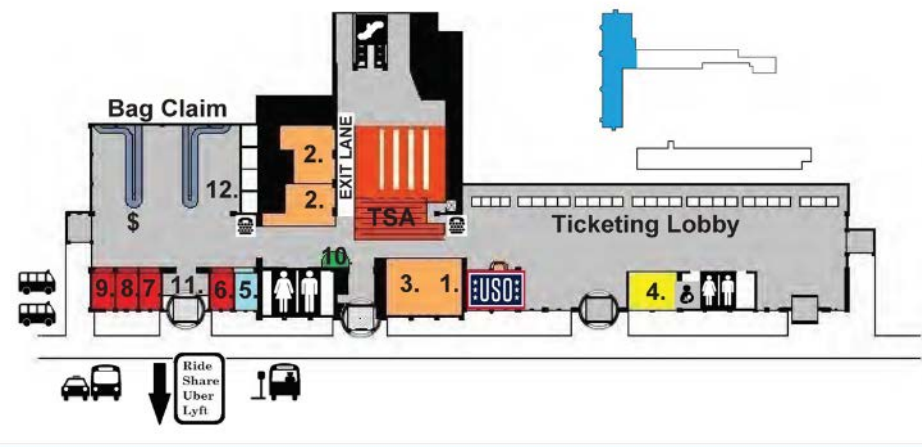 Bag Claim
EXIT LANE
2.
2.
12.
$
TSA
Ticketing Lobby
10.
9.
8.
7.
11.
6.
5.
3.
1.
USO
4.
Ride
Share
Uber
Lyft